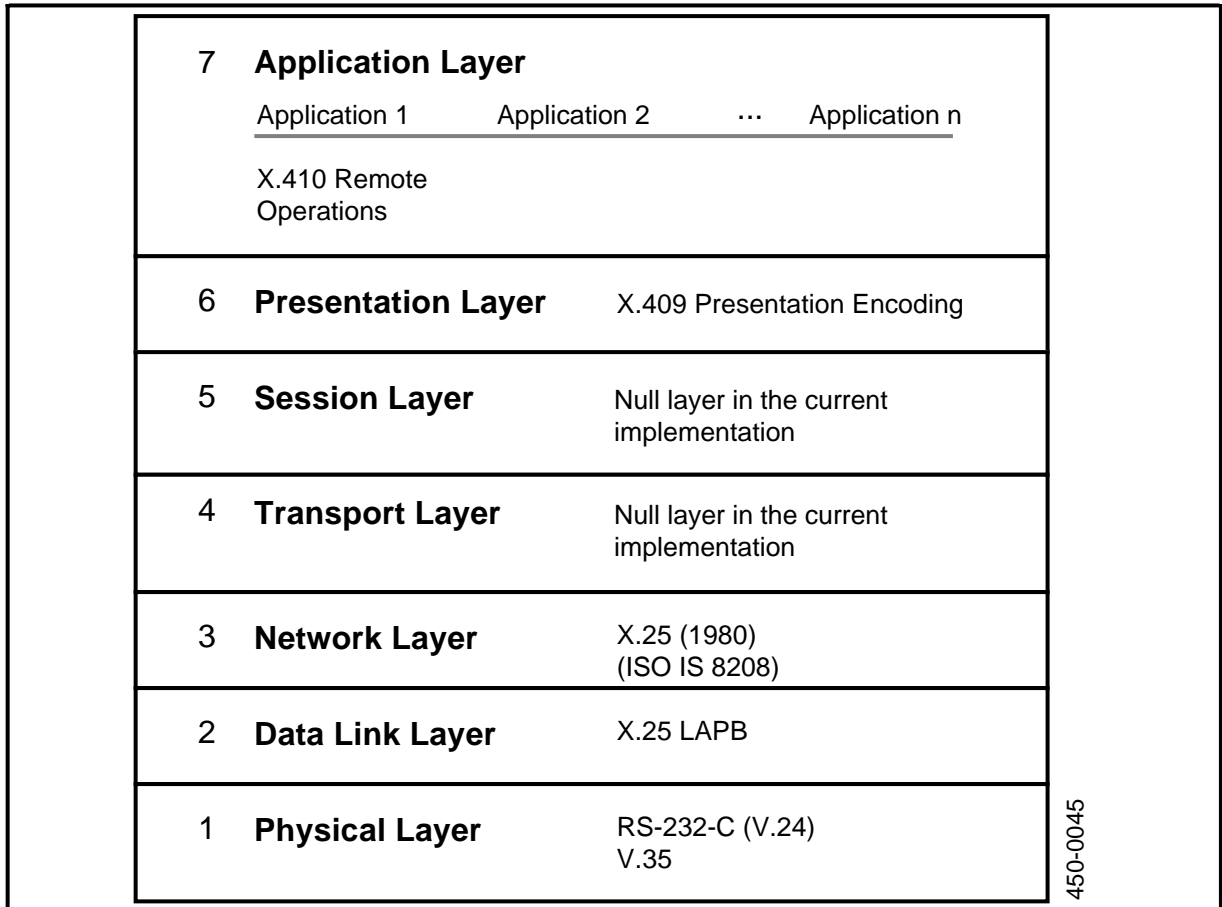 7 Application Layer
Application 1 Application 2 ... Application n
X.410 Remote
Operations
6 Presentation Layer X.409 Presentation Encoding
5 Session Layer Null layer in the current
implementation
4 Transport Layer Null layer in the current
implementation
3 Network Layer X.25 (1980)
(ISO IS 8208)
2 Data Link Layer X.25 LAPB
1 Physical Layer RS-232-C (V.24)
V.35
450-0045